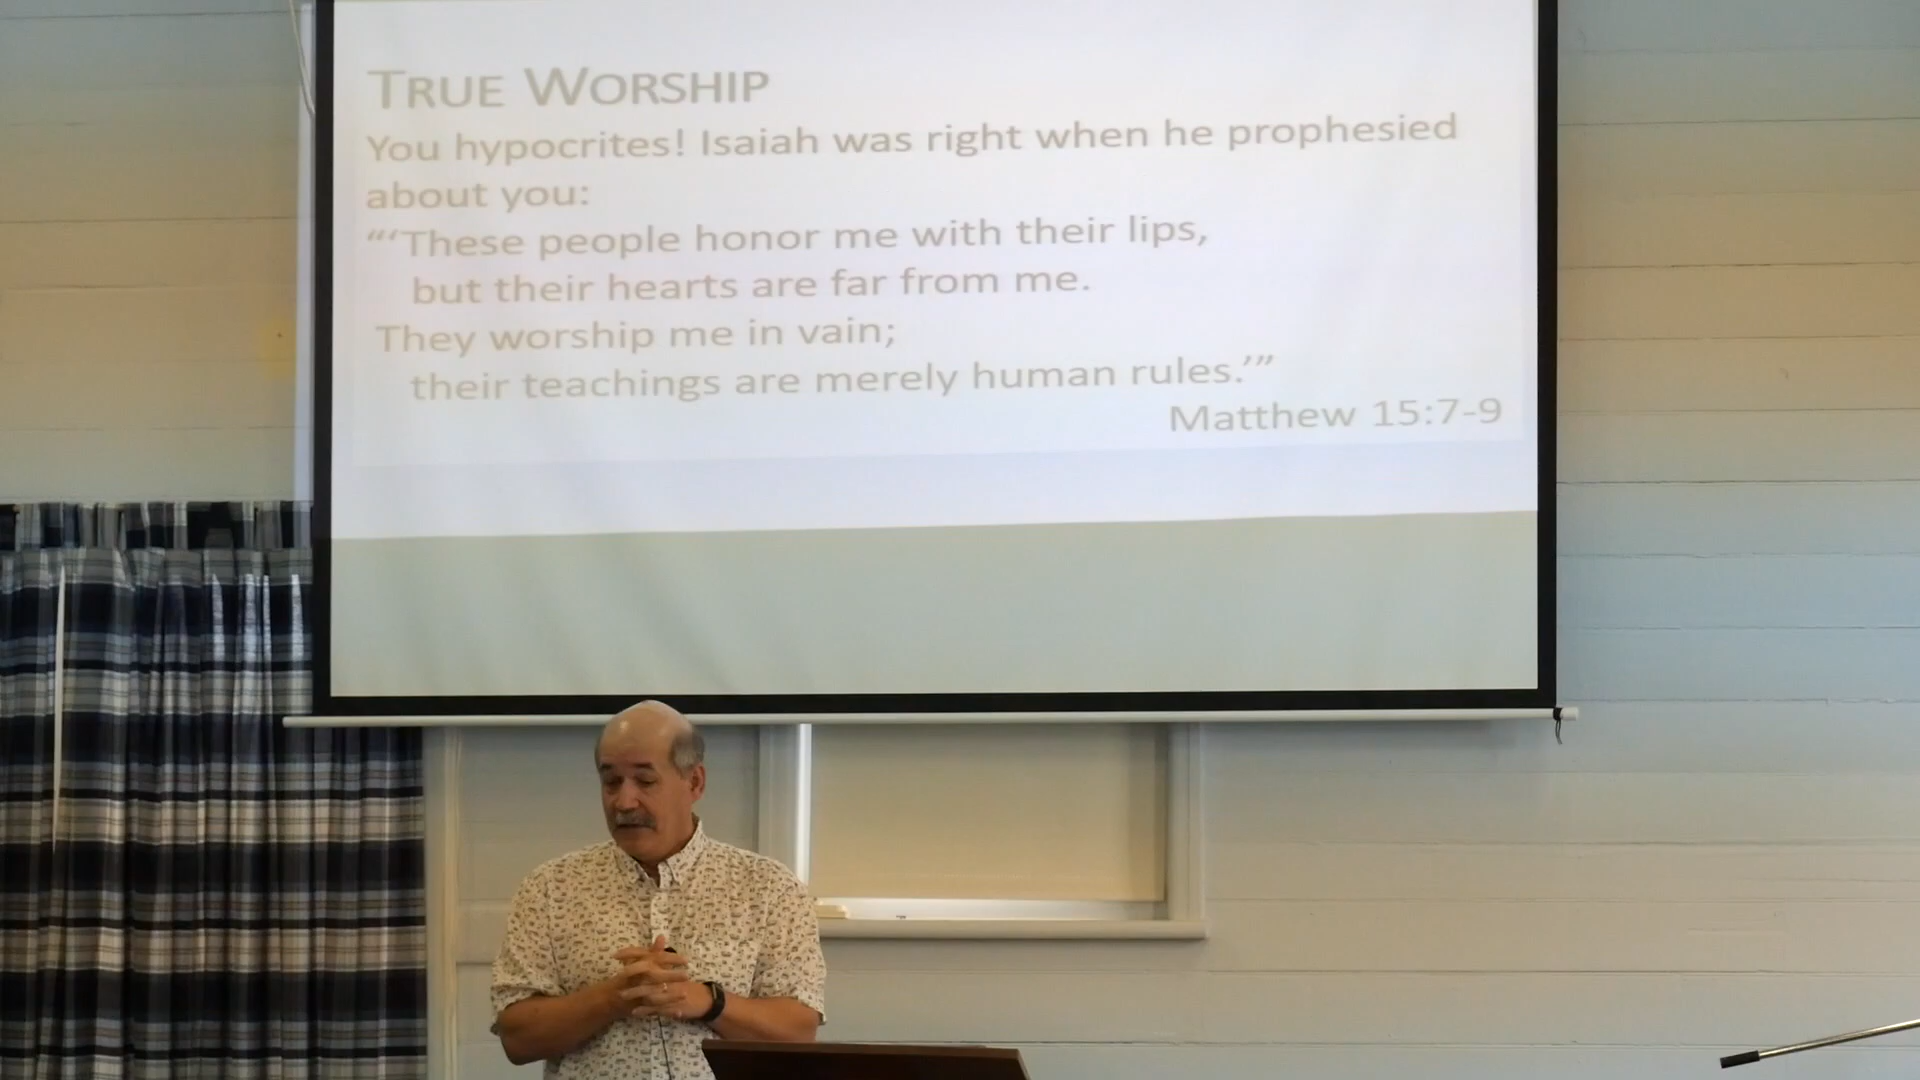 TRUE WORSHIP
You hypocrites! Isaiah was right when he prophesied
about you:
“‘These people honor me with their lips,
but their hearts are far from me.
They worship me in vain;
their teachings are merely human rules.’”
Matthew 15:7-9